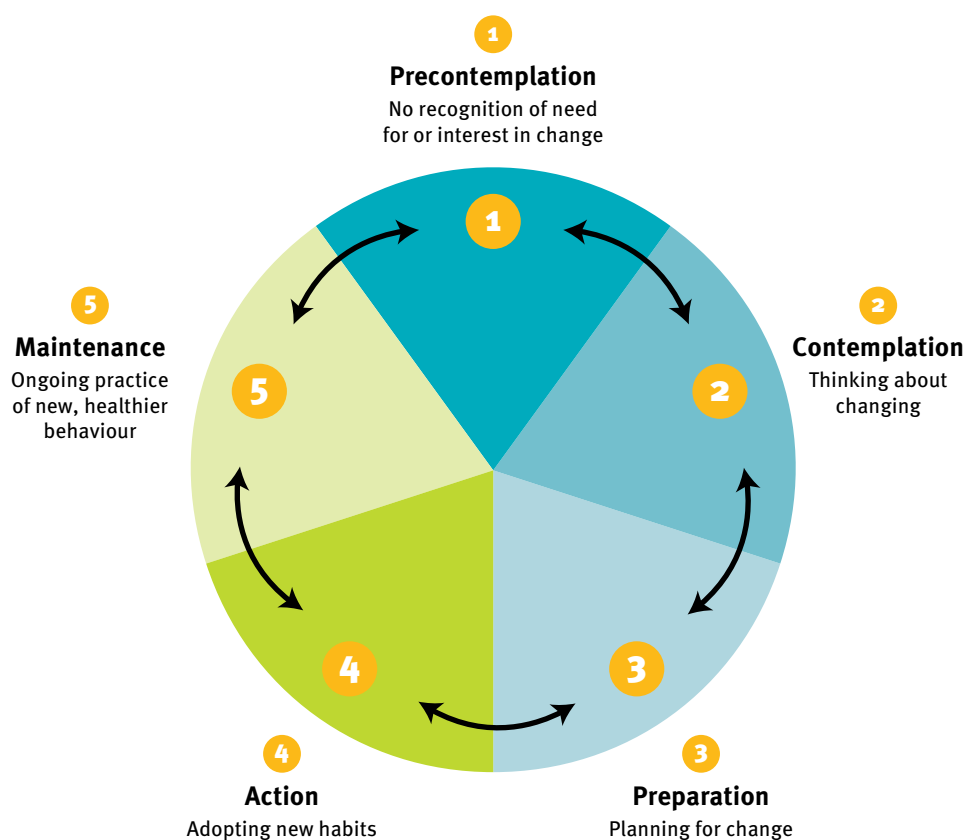 1
Precontemplation
No recognition of need
for or interest in change
1
2
Contemplation
Thinking about
changing
2
3
3
Preparation
Planning for change
4
4
Action
Adopting new habits
5
5
Maintenance
Ongoing practice
of new, healthier
behaviour